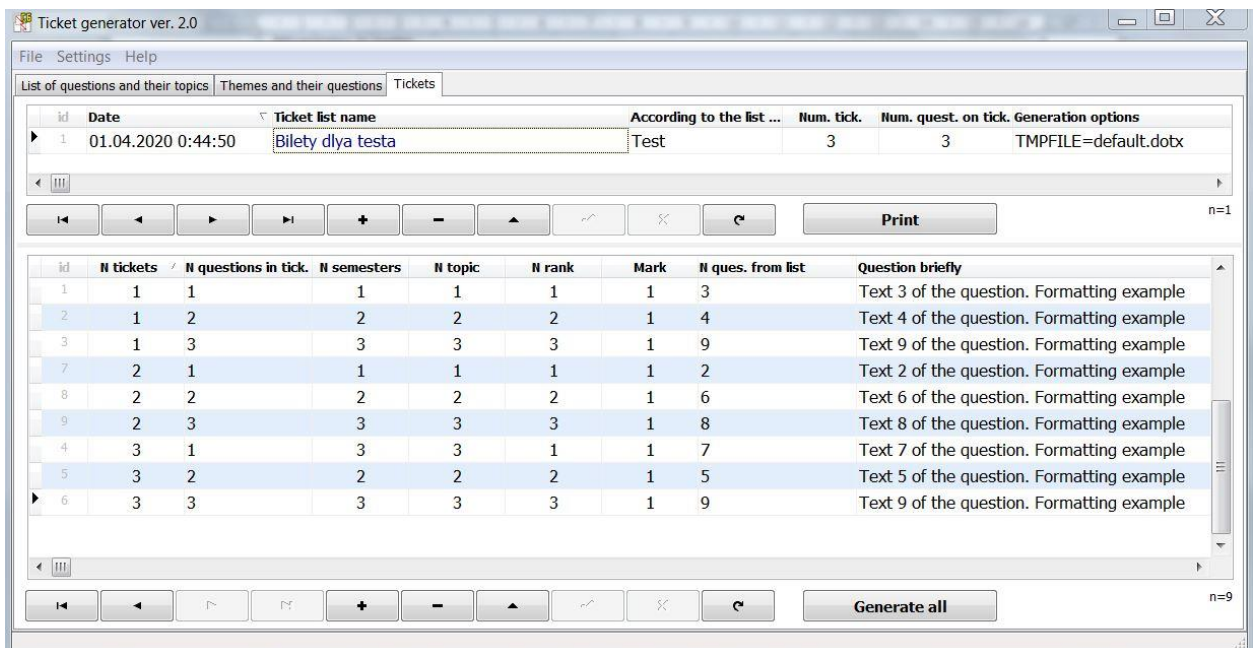 Ticket generator ver. 2.0
File Settings Help
List of questions and their topics Themes and their questions Tickets
id Date Ticket list name According to the list ... Num. tick. Num. quest. on tick. Generation options
1 01.04.2020 0:44:50 Bilety dlya testa Test 3 3 TMPFILE=default.dotx
Print n=1
id N tickets N questions in tick. N semesters N topic N rank Mark N ques. from list Question briefly
1 1 1 1 1 1 1 3 Text 3 of the question. Formatting example
2 1 2 2 2 2 1 4 Text 4 of the question. Formatting example
3 1 3 3 3 3 1 9 Text 9 of the question. Formatting example
7 2 1 1 1 1 1 2 Text 2 of the question. Formatting example
8 2 2 2 2 2 1 6 Text 6 of the question. Formatting example
9 2 3 3 3 3 1 8 Text 8 of the question. Formatting example
4 3 1 3 3 1 1 7 Text 7 of the question. Formatting example
5 3 2 2 2 2 1 5 Text 5 of the question. Formatting example
6 3 3 3 3 3 1 9 Text 9 of the question. Formatting example
Generate all n=9